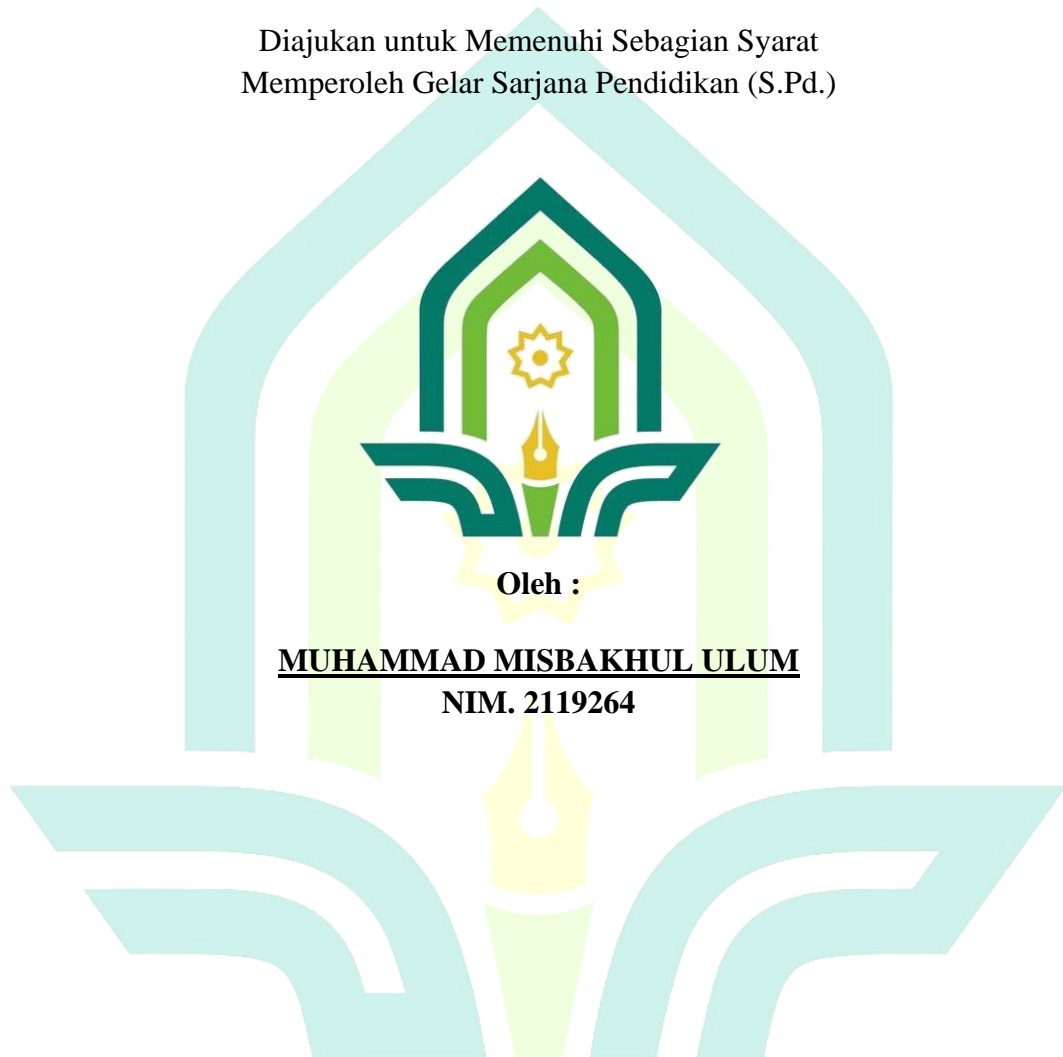 Diajukan untuk Memenuhi Sebagian Syarat
Memperoleh Gelar Sarjana Pendidikan (S.Pd.)
Oleh :
MUHAMMAD MISBAKHUL ULUM
NIM. 2119264